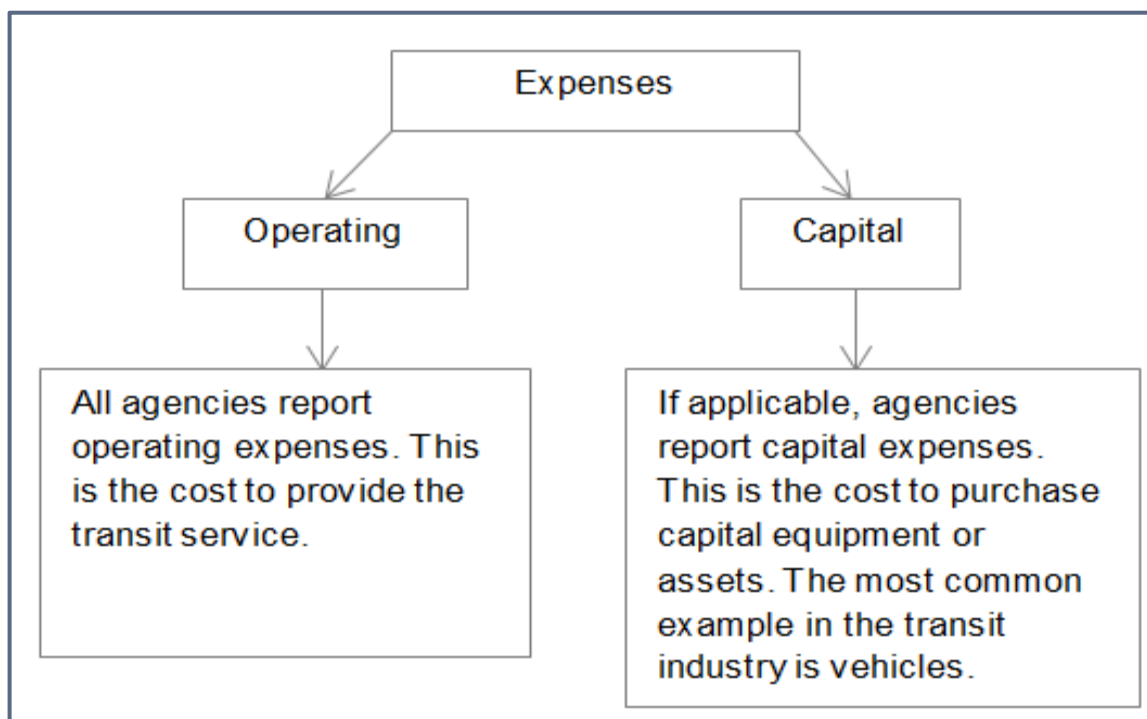 Expenses
Operating
Capital
All agencies report
operating expenses. This
is the cost to provide the
transit service.
If applicable, agencies
report capital expenses.
This is the cost to purchase
capital equipment or
assets. The most common
example in the transit
industry is vehicles.